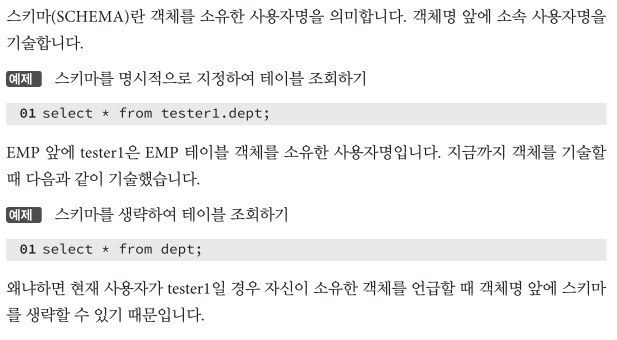 스키마(SCHEMA)란 객체를 소유한 사용자명을 의미합니다. 객체명 앞에 소속 사용자명을
기술합니다.
예제 스키마를 명시적으로 지정하여 테이블 조회하기
01 select * from tester1.dept;
EMP 앞에 tester1은 EMP 테이블 객체를 소유한 사용자명입니다. 지금까지 객체를 기술할
때 다음과 같이 기술했습니다.
예제 스키마를 생략하여 테이블 조회하기
01 select * from dept;
왜냐하면 현재 사용자가 tester1일 경우 자신이 소유한 객체를 언급할 때 객체명 앞에 스키마
를 생략할 수 있기 때문입니다.